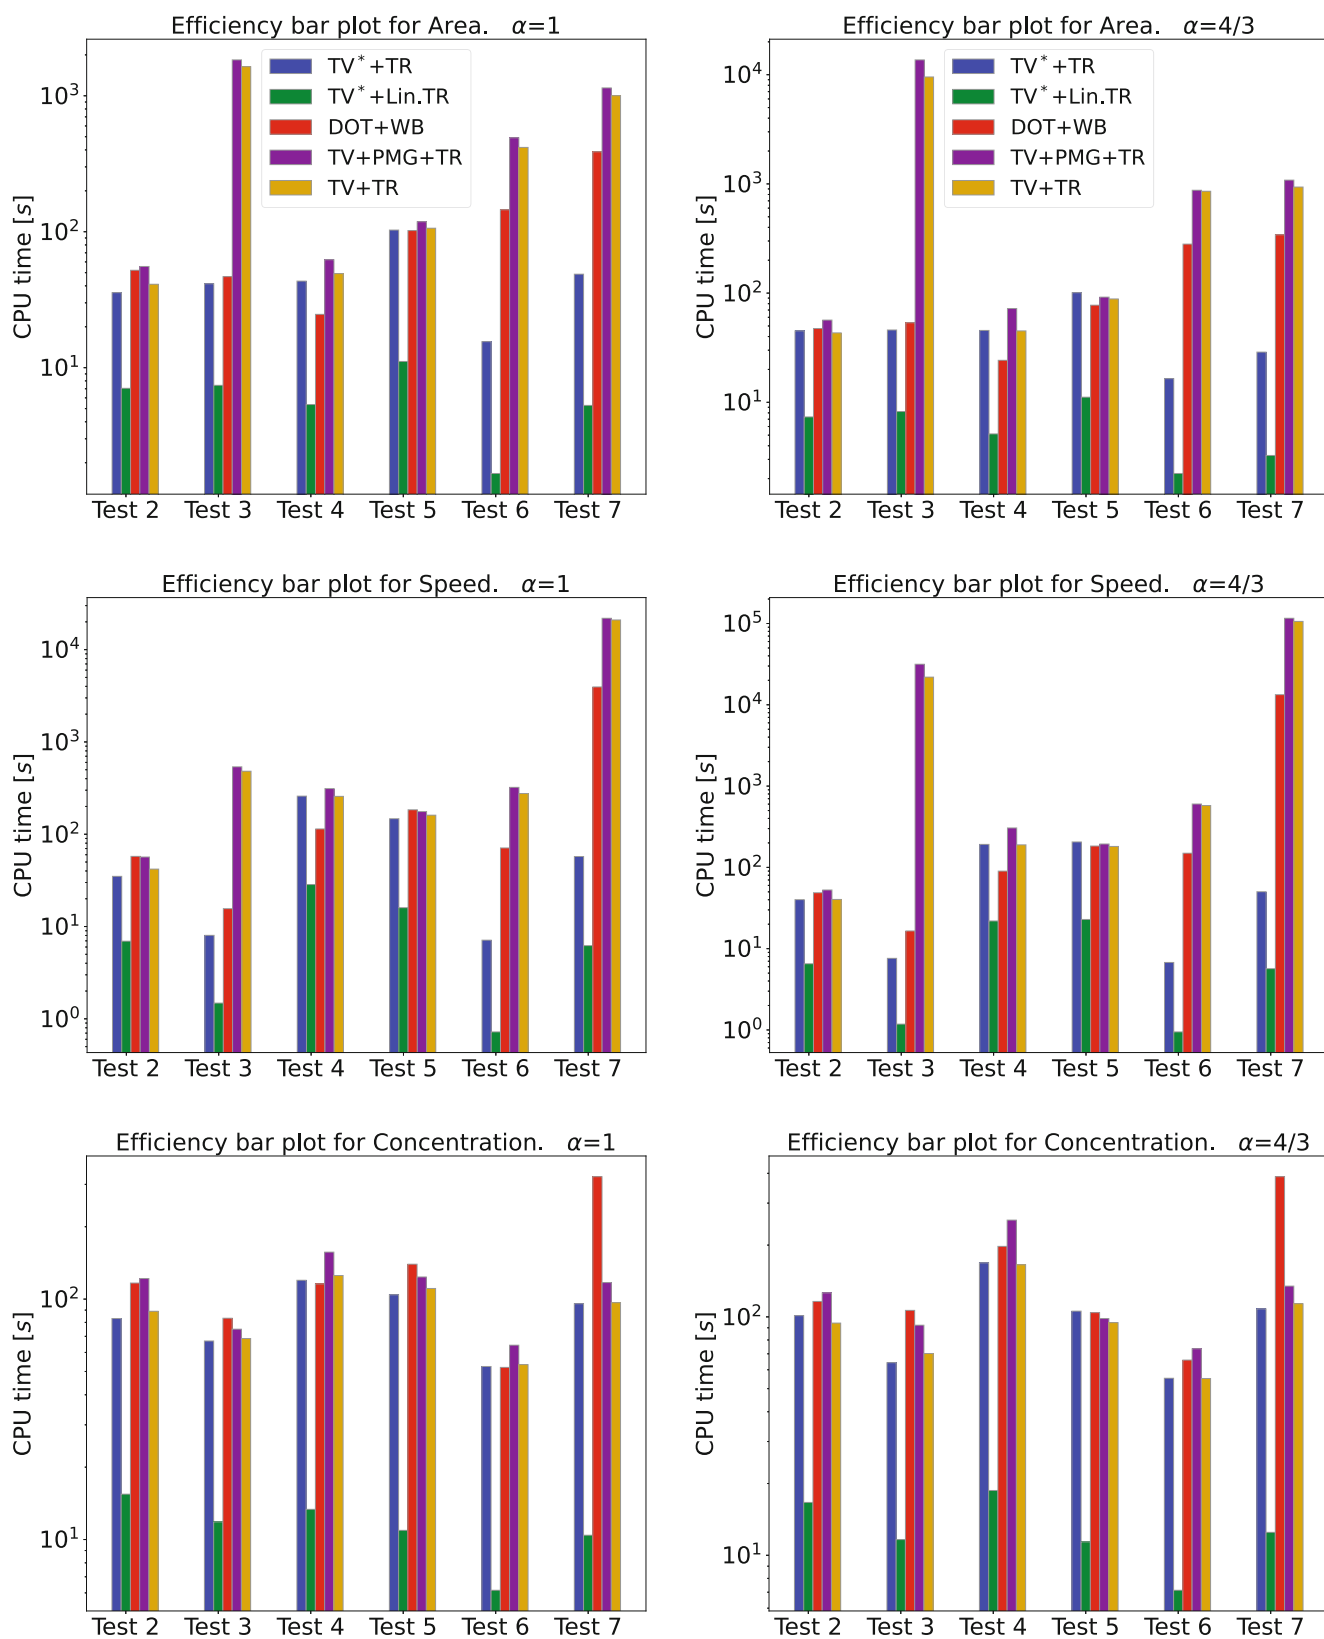 Efficiency bar plot for Area. α=1
CPU time [s]
10³
10²
10¹
TV*+TR
TV*+Lin.TR
DOT+WB
TV+PMG+TR
TV+TR
Test 2 Test 3 Test 4 Test 5 Test 6 Test 7
Efficiency bar plot for Area. α=4/3
CPU time [s]
10⁴
10³
10²
10¹
TV*+TR
TV*+Lin.TR
DOT+WB
TV+PMG+TR
TV+TR
Test 2 Test 3 Test 4 Test 5 Test 6 Test 7
Efficiency bar plot for Speed. α=1
CPU time [s]
10⁴
10³
10²
10¹
10⁰
Test 2 Test 3 Test 4 Test 5 Test 6 Test 7
Efficiency bar plot for Speed. α=4/3
CPU time [s]
10⁵
10⁴
10³
10²
10¹
10⁰
Test 2 Test 3 Test 4 Test 5 Test 6 Test 7
Efficiency bar plot for Concentration. α=1
CPU time [s]
10²
10¹
Test 2 Test 3 Test 4 Test 5 Test 6 Test 7
Efficiency bar plot for Concentration. α=4/3
CPU time [s]
10²
10¹
Test 2 Test 3 Test 4 Test 5 Test 6 Test 7